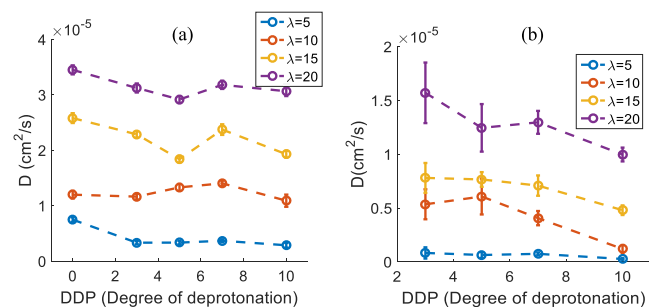 (a)
(b)
4 ×10⁻⁵
3
2
1
0
D (cm²/s)
0 2 4 6 8 10
DDP (Degree of deprotonation)
λ=5
λ=10
λ=15
λ=20
2 ×10⁻⁵
1.5
1
0.5
0
D(cm²/s)
2 4 6 8 10
DDP (Degree of deprotonation)
λ=5
λ=10
λ=15
λ=20